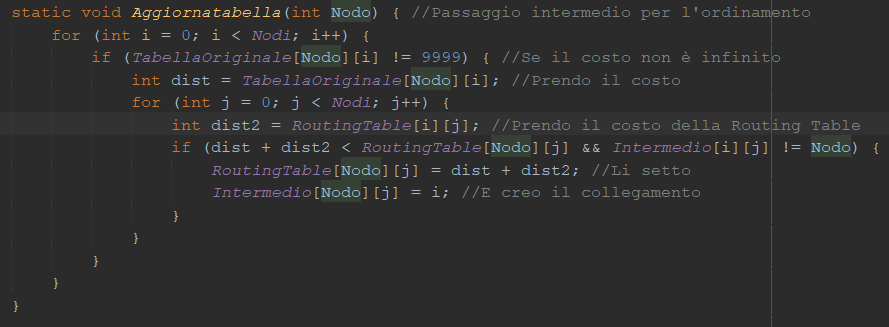 static void Aggiornatabella(int Nodo) { //Passaggio intermedio per l'ordinamento
    for (int i = 0; i < Nodi; i++) {
        if (TabellaOriginale[Nodo][i] != 9999) { //Se il costo non è infinito
            int dist = TabellaOriginale[Nodo][i]; //Prendo il costo
            for (int j = 0; j < Nodi; j++) {
                int dist2 = RoutingTable[i][j]; //Prendo il costo della Routing Table
                if (dist + dist2 < RoutingTable[Nodo][j] && Intermedio[i][j] != Nodo) {
                    RoutingTable[Nodo][j] = dist + dist2; //Li setto
                    Intermedio[Nodo][j] = i; //E creo il collegamento
                }
            }
        }
    }
}